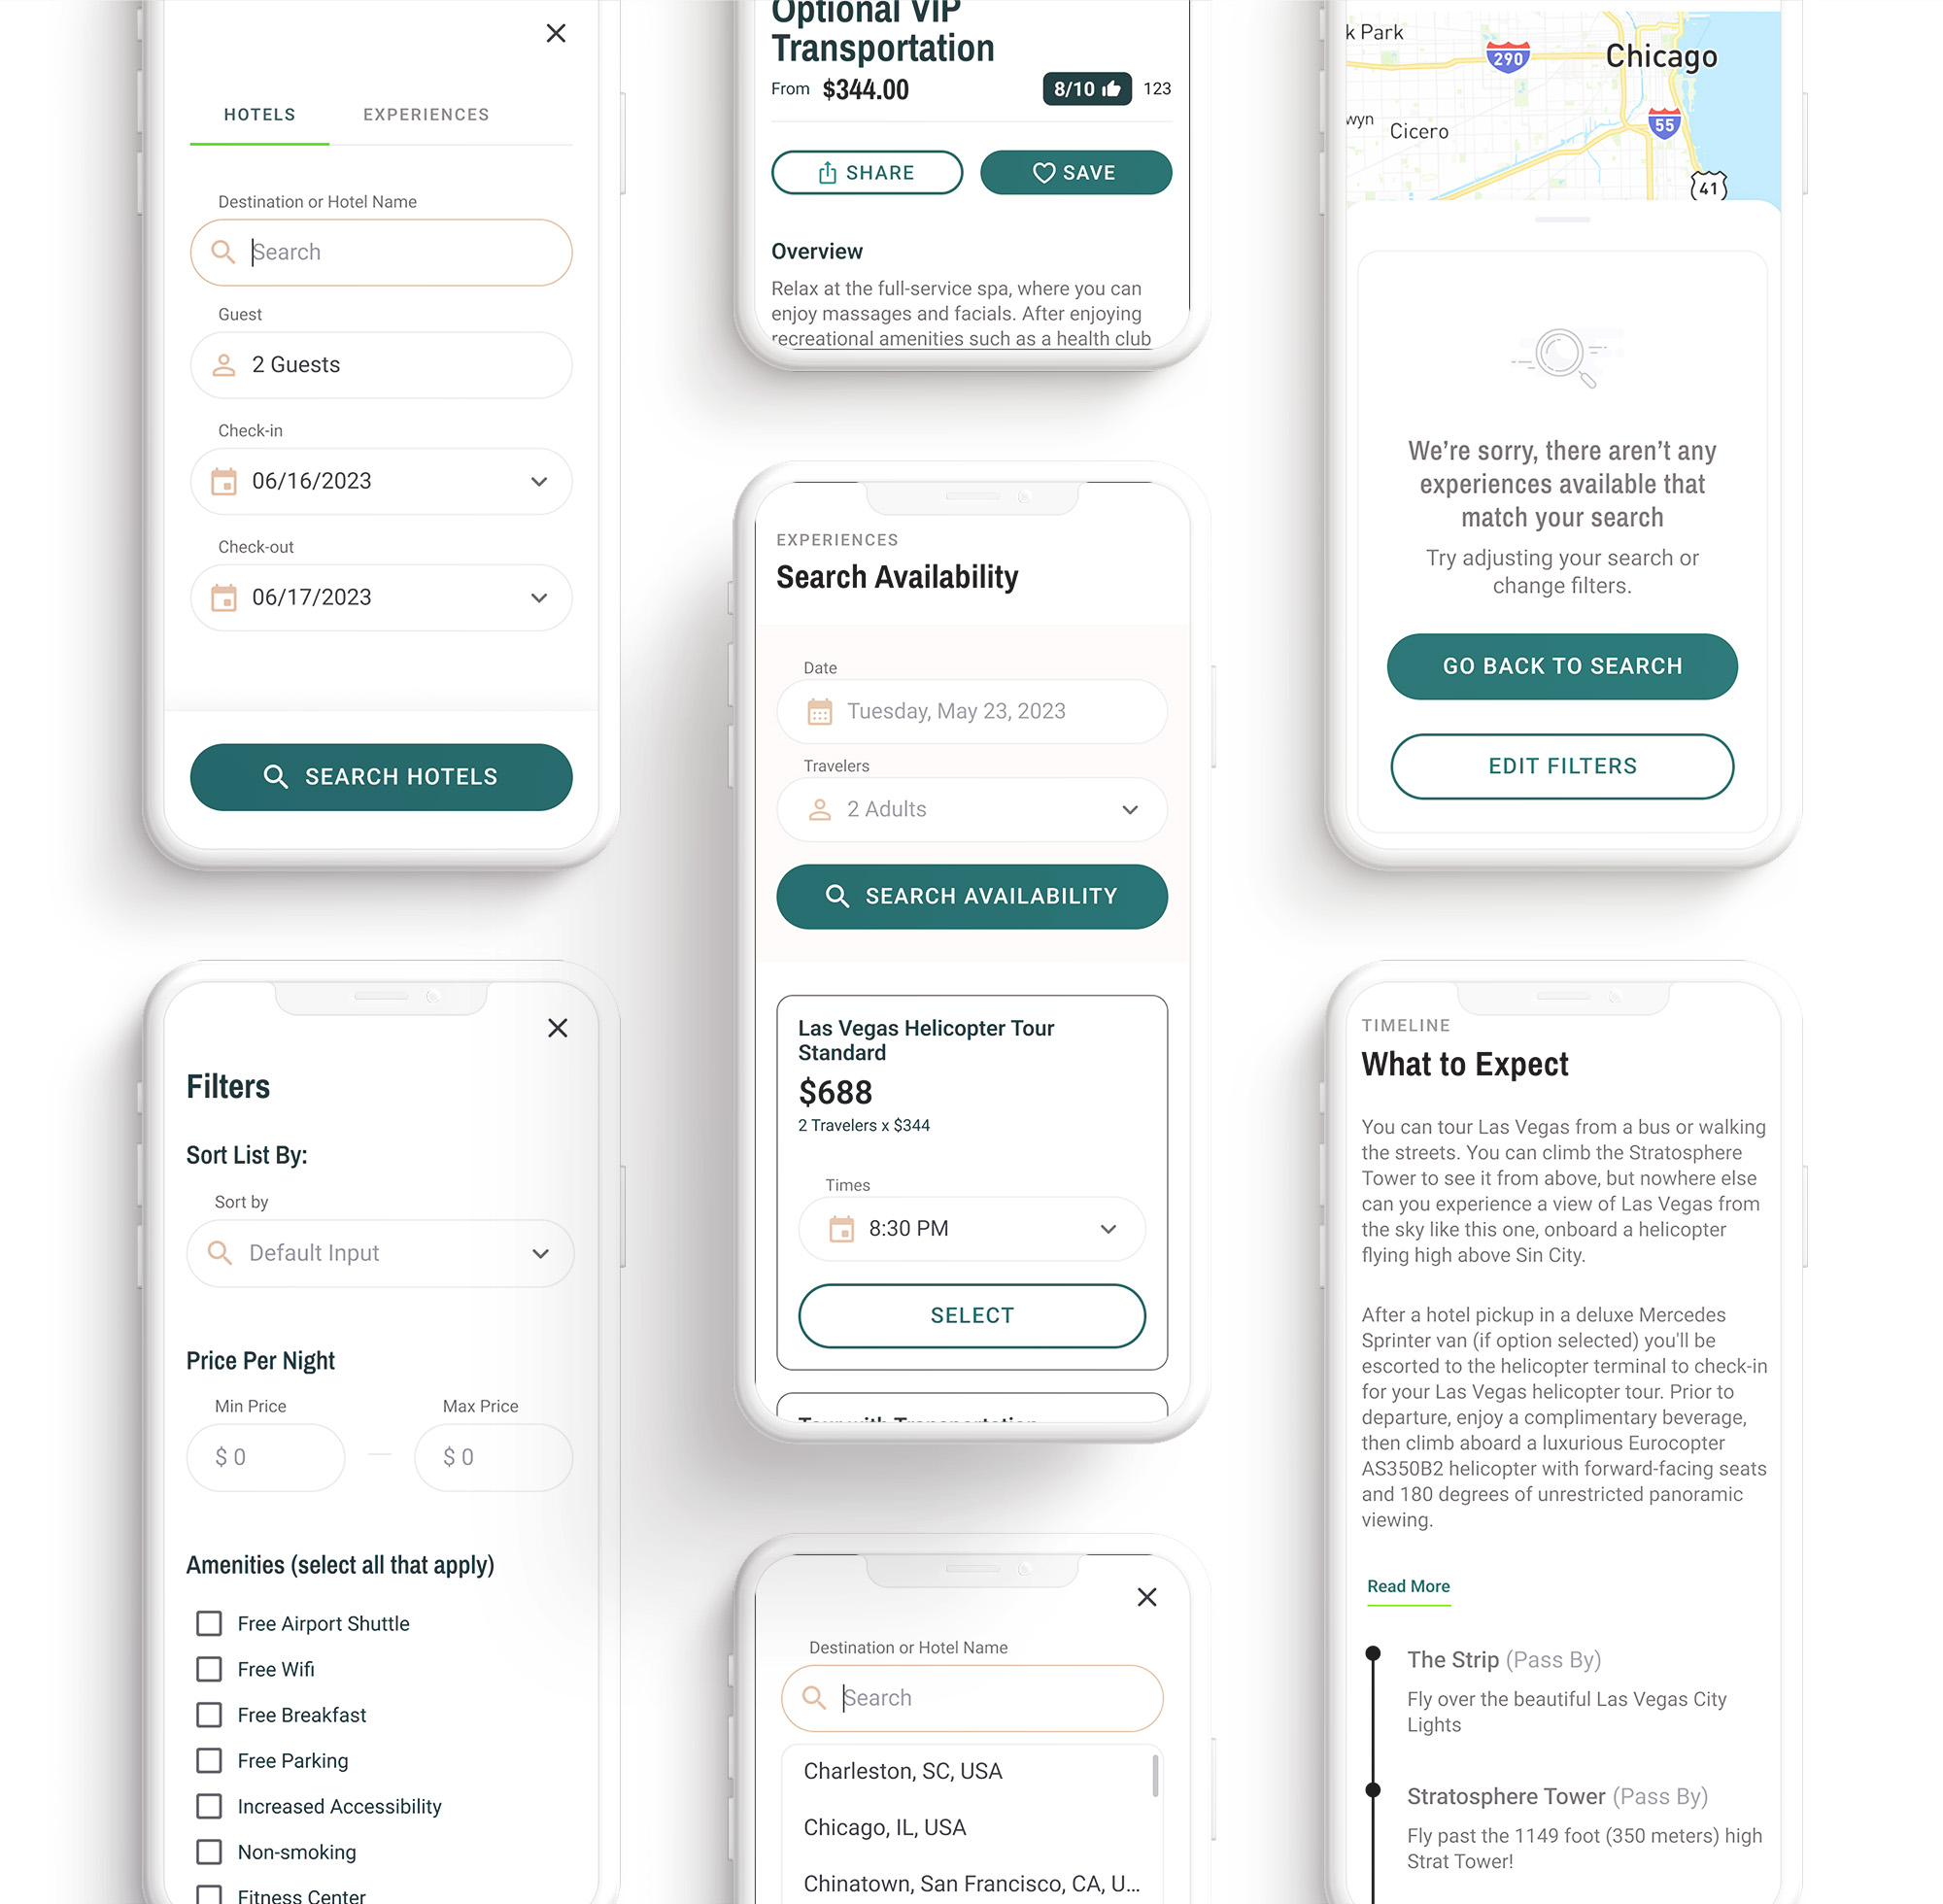 HOTELS
EXPERIENCES
Destination or Hotel Name
Search
Guest
2 Guests
Check-in
06/16/2023
Check-out
06/17/2023
SEARCH HOTELS
Filters
Sort List By:
Sort by
Default Input
Price Per Night
Min Price
Max Price
$ 0
$ 0
Amenities (select all that apply)
Free Airport Shuttle
Free Wifi
Free Breakfast
Free Parking
Increased Accessibility
Non-smoking
Fitness Center
Optional VIP
Transportation
From $344.00
8/10
123
SHARE
SAVE
Overview
Relax at the full-service spa, where you can
enjoy massages and facials. After enjoying
recreational amenities such as a health club
EXPERIENCES
Search Availability
Date
Tuesday, May 23, 2023
Travelers
2 Adults
SEARCH AVAILABILITY
Las Vegas Helicopter Tour
Standard
$688
2 Travelers x $344
Times
8:30 PM
SELECT
Tour with Transportation
Destination or Hotel Name
Search
Charleston, SC, USA
Chicago, IL, USA
Chinatown, San Francisco, CA, U...
k Park
290
Chicago
wyn
Cicero
55
41
We're sorry, there aren't any
experiences available that
match your search
Try adjusting your search or
change filters.
GO BACK TO SEARCH
EDIT FILTERS
TIMELINE
What to Expect
You can tour Las Vegas from a bus or walking
the streets. You can climb the Stratosphere
Tower to see it from above, but nowhere else
can you experience a view of Las Vegas from
the sky like this one, onboard a helicopter
flying high above Sin City.
After a hotel pickup in a deluxe Mercedes
Sprinter van (if option selected) you'll be
escorted to the helicopter terminal to check-in
for your Las Vegas helicopter tour. Prior to
departure, enjoy a complimentary beverage,
then climb aboard a luxurious Eurocopter
AS350B2 helicopter with forward-facing seats
and 180 degrees of unrestricted panoramic
viewing.
Read More
The Strip (Pass By)
Fly over the beautiful Las Vegas City
Lights
Stratosphere Tower (Pass By)
Fly past the 1149 foot (350 meters) high
Strat Tower!